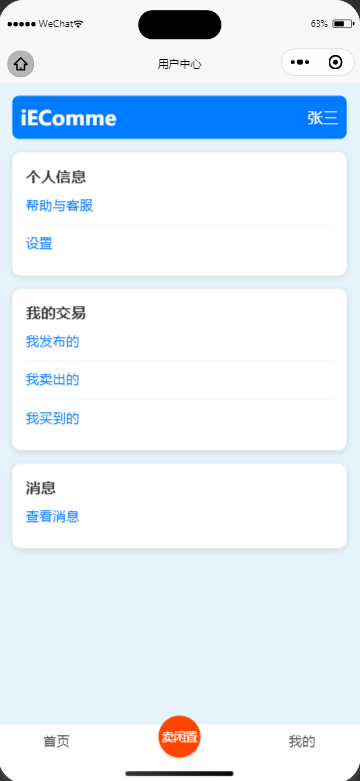 WeChat 63%
用户中心
iEComme 张三
个人信息
帮助与客服
设置
我的交易
我发布的
我卖出的
我买到的
消息
查看消息
首页 卖闲置 我的